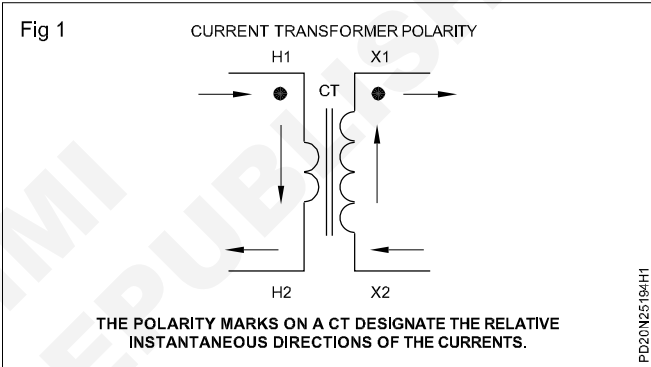 Fig 1
CURRENT TRANSFORMER POLARITY
H1 X1
CT
H2 X2
THE POLARITY MARKS ON A CT DESIGNATE THE RELATIVE
INSTANTANEOUS DIRECTIONS OF THE CURRENTS.
PD20N25194H1